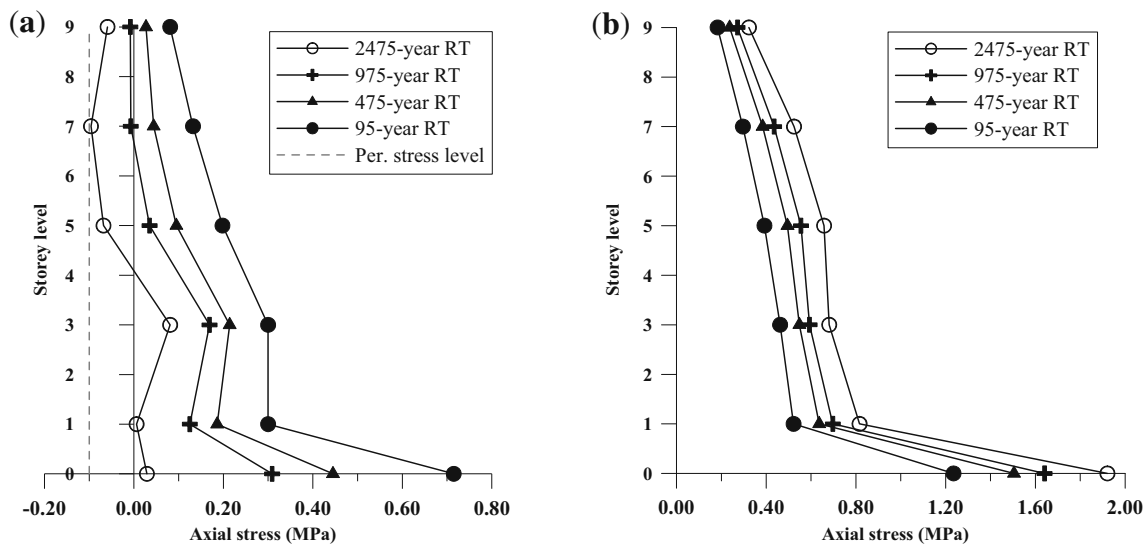 (a)
2475-year RT
975-year RT
475-year RT
95-year RT
Per. stress level
Storey level
9
8
7
6
5
4
3
2
1
0
-0.20 0.00 0.20 0.40 0.60 0.80
Axial stress (MPa)
(b)
2475-year RT
975-year RT
475-year RT
95-year RT
Storey level
9
8
7
6
5
4
3
2
1
0
0.00 0.40 0.80 1.20 1.60 2.00
Axial stress (MPa)